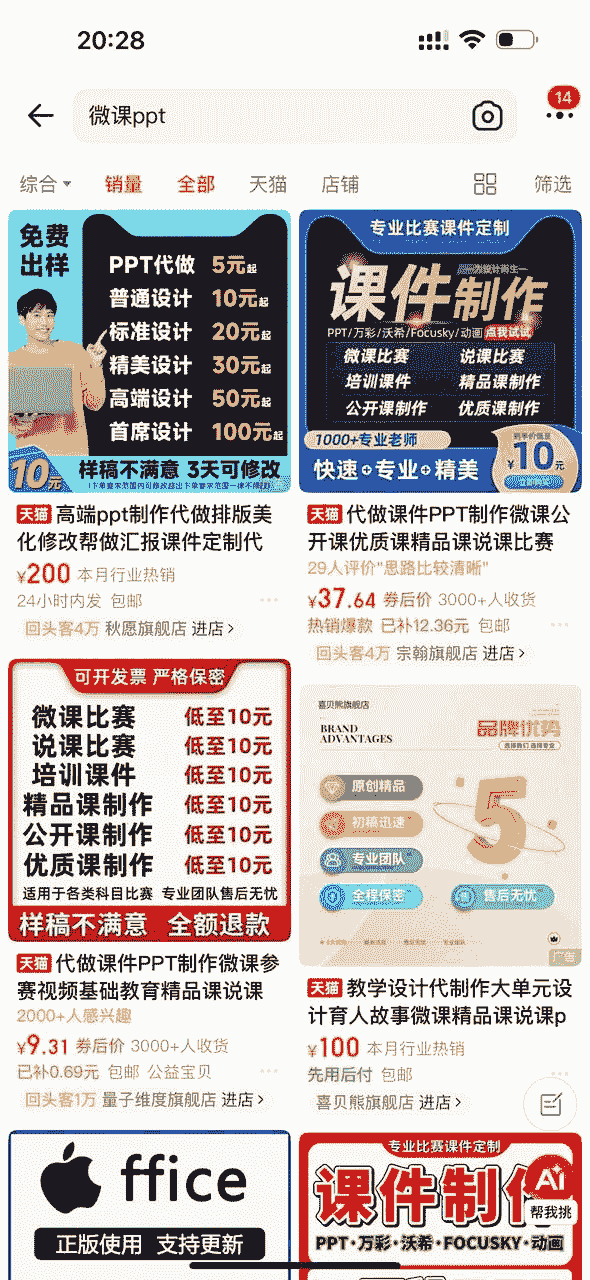 20:28
微课ppt
14
综合
销量
全部
天猫
店铺
筛选
免费
出样
PPT代做 5元起
普通设计 10元起
标准设计 20元起
精美设计 30元起
高端设计 50元起
首席设计 100元起
10元
样稿不满意 3天可修改
天猫 高端ppt制作代做排版美
化修改帮做汇报课件定制代
¥200 本月行业热销
24小时内发 包邮
回头客4万 秋愿旗舰店 进店
专业比赛课件定制
课件制作
PPT/万彩/沃希/Focusky/动画 点我试试
微课比赛 说课比赛
培训课件 精品课制作
公开课制作 优质课制作
1000+专业老师
快速+专业+精美
¥10元
天猫 代做课件PPT制作微课公
开课优质课精品课说课比赛
29人评价"思路比较清晰"
¥37.64 券后价 3000+人收货
热销爆款 已补12.36元 包邮
回头客4万 宗翰旗舰店 进店
可开发票 严格保密
微课比赛 低至10元
说课比赛 低至10元
培训课件 低至10元
精品课制作 低至10元
公开课制作 低至10元
优质课制作 低至10元
适用于各类科目比赛 专业团队售后无忧
样稿不满意 全额退款
天猫 代做课件PPT制作微课参
赛视频基础教育精品课说课
2000+人感兴趣
¥9.31 券后价 3000+人收货
已补0.69元 包邮 公益宝贝
回头客1万 量子维度旗舰店 进店
喜贝熊旗舰店
BRAND
ADVANTAGES
品牌优势
原创精品
初稿迅速
专业团队
全程保密
售后无忧
5
广告
天猫 教学设计代制作大单元设
计育人故事微课精品课说课p
¥100 本月行业热销
先用后付 包邮
喜贝熊旗舰店 进店
ffice
正版使用 支持更新
专业比赛课件定制
课件制作
PPT·万彩·沃希·FOCUSKY·动画
AI
帮我挑